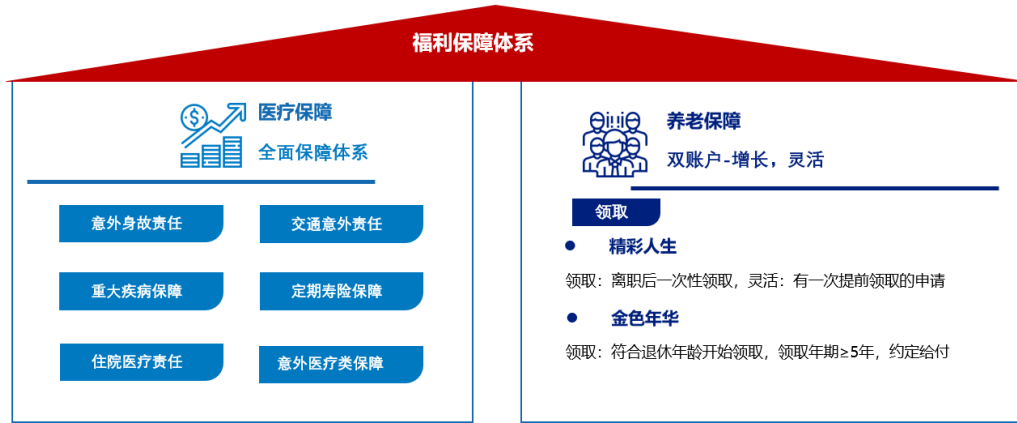 福利保障体系
医疗保障
全面保障体系
意外身故责任
交通意外责任
重大疾病保障
定期寿险保障
住院医疗责任
意外医疗类保障
养老保障
双账户-增长，灵活
领取
精彩人生
领取：离职后一次性领取，灵活：有一次提前领取的申请
金色年华
领取：符合退休年龄开始领取，领取年期≥5年，约定给付